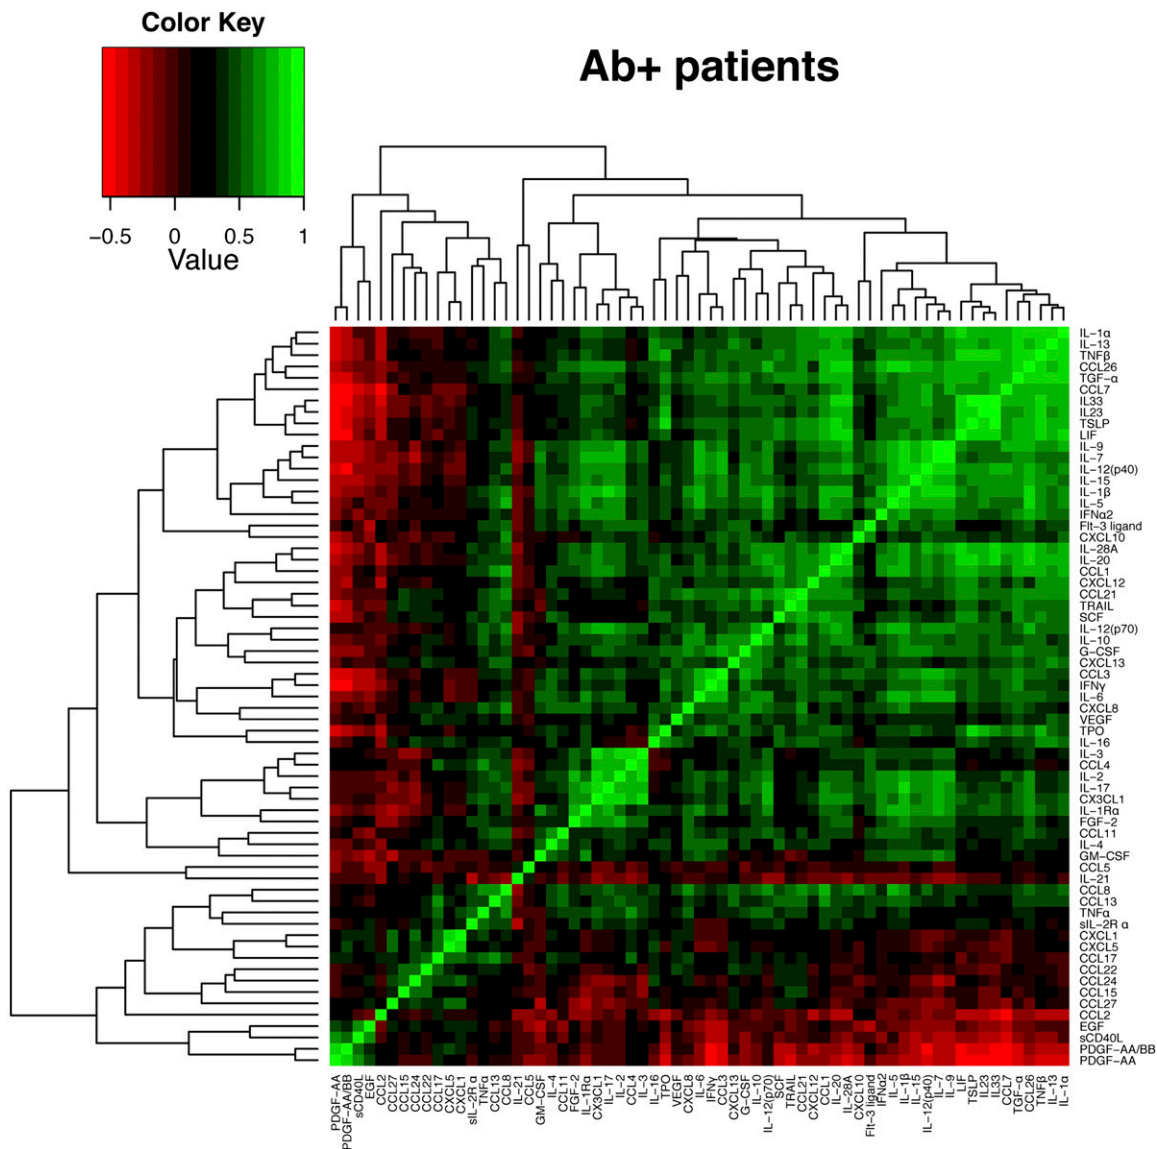 Color Key
Ab+ patients
−0.5 0 0.5 1
Value
IL−1α
IL−13
TNFβ
CCL26
TGF−α
CCL7
IL33
IL23
TSLP
LIF
IL−9
IL−7
IL−12(p40)
IL−15
IL−1β
IL−5
IFNα2
Flt−3 ligand
CXCL10
IL−28A
IL−20
CCL1
CXCL12
CCL21
TRAIL
SCF
IL−12(p70)
IL−10
G−CSF
CXCL13
CCL3
IFNγ
IL−6
CXCL8
VEGF
TPO
IL−16
IL−3
CCL4
IL−2
IL−17
CX3CL1
IL−1Rα
FGF−2
CCL11
IL−4
GM−CSF
CCL5
IL−21
CCL8
CCL13
TNFα
sIL−2R α
CXCL1
CXCL5
CCL17
CCL22
CCL24
CCL15
CCL27
CCL2
EGF
sCD40L
PDGF−AA/BB
PDGF−AA
PDGF−AA
PDGF−AA/BB
sCD40L
EGF
CCL2
CCL27
CCL15
CCL24
CCL22
CCL17
CXCL5
CXCL1
sIL−2R α
TNFα
CCL13
CCL8
IL−21
CCL5
GM−CSF
IL−4
CCL11
FGF−2
IL−1Rα
CX3CL1
IL−17
IL−2
CCL4
IL−3
IL−16
TPO
VEGF
CXCL8
IL−6
IFNγ
CCL3
CXCL13
G−CSF
IL−10
IL−12(p70)
SCF
TRAIL
CCL21
CXCL12
CCL1
IL−20
IL−28A
CXCL10
Flt−3 ligand
IFNα2
IL−5
IL−1β
IL−15
IL−12(p40)
IL−7
IL−9
LIF
TSLP
IL23
IL33
CCL7
TGF−α
CCL26
TNFβ
IL−13
IL−1α